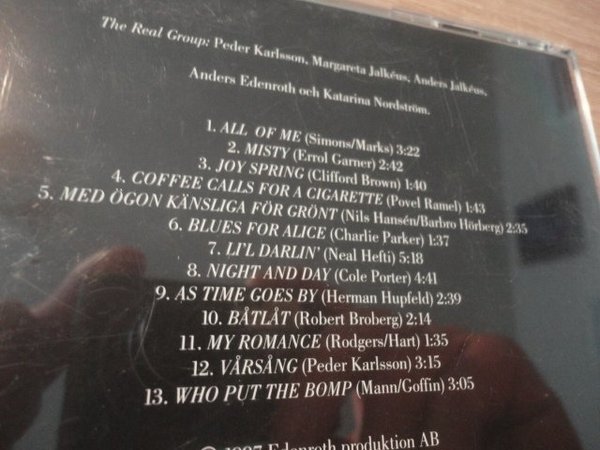 The Real Group: Peder Karlsson, Margareta Jalkéus, Anders Jalkéus,
Anders Edenroth och Katarina Nordström.
1. ALL OF ME (Simons/Marks) 3:22
2. MISTY (Errol Garner) 2:42
3. JOY SPRING (Clifford Brown) 1:40
4. COFFEE CALLS FOR A CIGARETTE (Povel Ramel) 1:43
5. MED ÖGON KÄNSLIGA FÖR GRÖNT (Nils Hansén/Barbro Hörberg) 2:35
6. BLUES FOR ALICE (Charlie Parker) 1:37
7. LI'L DARLIN' (Neal Hefti) 5:18
8. NIGHT AND DAY (Cole Porter) 4:41
9. AS TIME GOES BY (Herman Hupfeld) 2:39
10. BÅTLÅT (Robert Broberg) 2:14
11. MY ROMANCE (Rodgers/Hart) 1:35
12. VÅRSÅNG (Peder Karlsson) 3:15
13. WHO PUT THE BOMP (Mann/Goffin) 3:05
Edenroth produktion AB